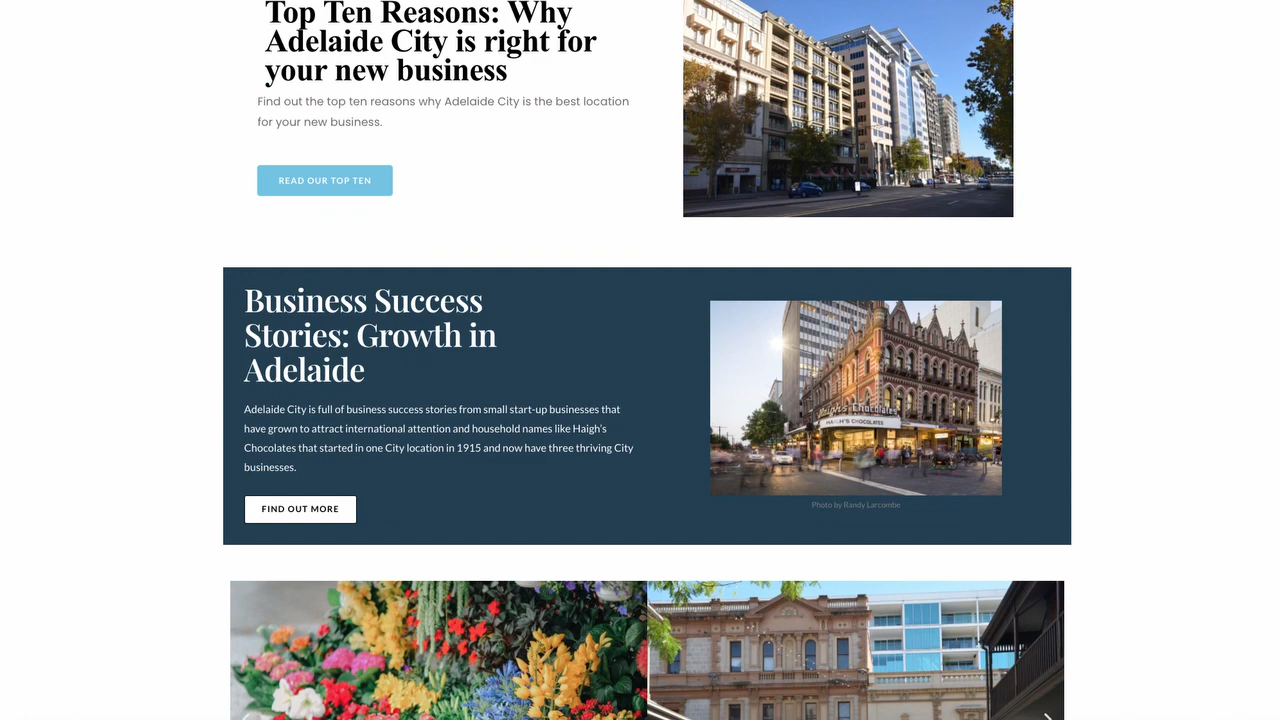 Top Ten Reasons: Why
Adelaide City is right for
your new business
Find out the top ten reasons why Adelaide City is the best location
for your new business.
READ OUR TOP TEN
Business Success
Stories: Growth in
Adelaide
Adelaide City is full of business success stories from small start-up businesses that
have grown to attract international attention and household names like Haigh's
Chocolates that started in one City location in 1915 and now have three thriving City
businesses.
FIND OUT MORE
Haigh's Chocolates
HAIGH'S CHOCOLATES
Photo by Randy Larcombe